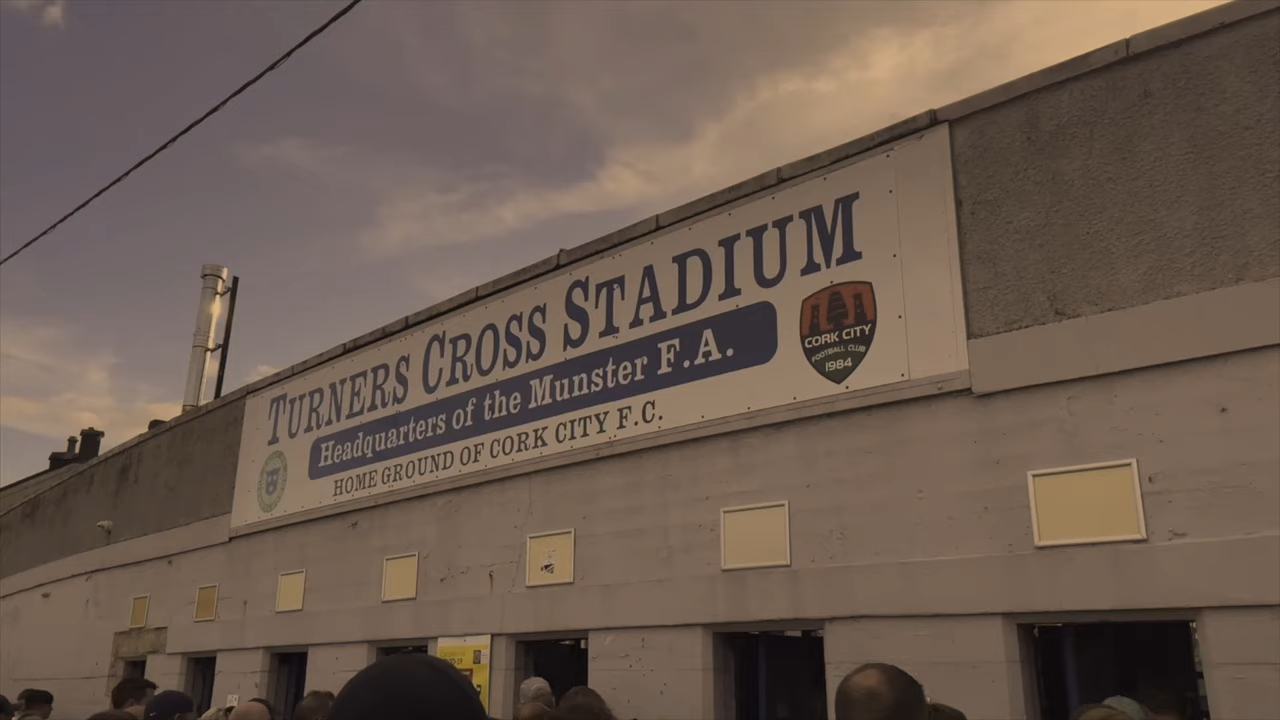 TURNERS CROSS STADIUM
Headquarters of the Munster F.A.
HOME GROUND OF CORK CITY F.C.
CORK CITY
FOOTBALL CLUB
1984